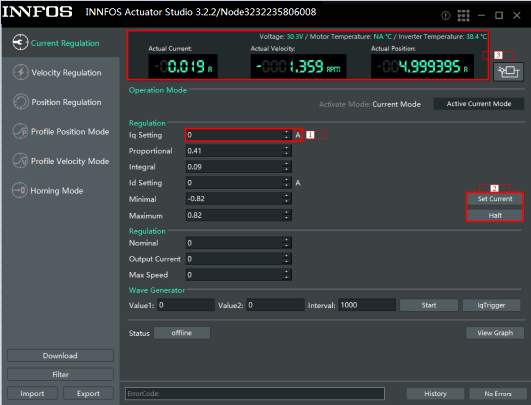 INNFOS INNFOS Actuator Studio 3.2.2/Node3232235806008
Current Regulation
Velocity Regulation
Position Regulation
Profile Position Mode
Profile Velocity Mode
Homing Mode
Download
Filter
Import Export
Voltage: 30.3V / Motor Temperature: NA °C / Inverter Temperature: 38.4 °C
Actual Current: Actual Velocity: Actual Position:
-0.019 A -1.359 RPM -4.999395 R
3
Operation Mode
Activate Mode: Current Mode Active Current Mode
Regulation
Iq Setting 0 A 1
Proportional 0.41
Integral 0.09
Id Setting 0 A
2
Minimal -0.82 Set Current
Maximum 0.82 Halt
Regulation
Nominal 0
Output Current 0
Max Speed 0
Wave Generator
Value1: 0 Value2: 0 Interval: 1000 Start IqTrigger
Status offline View Graph
ErrorCode: History No Errors